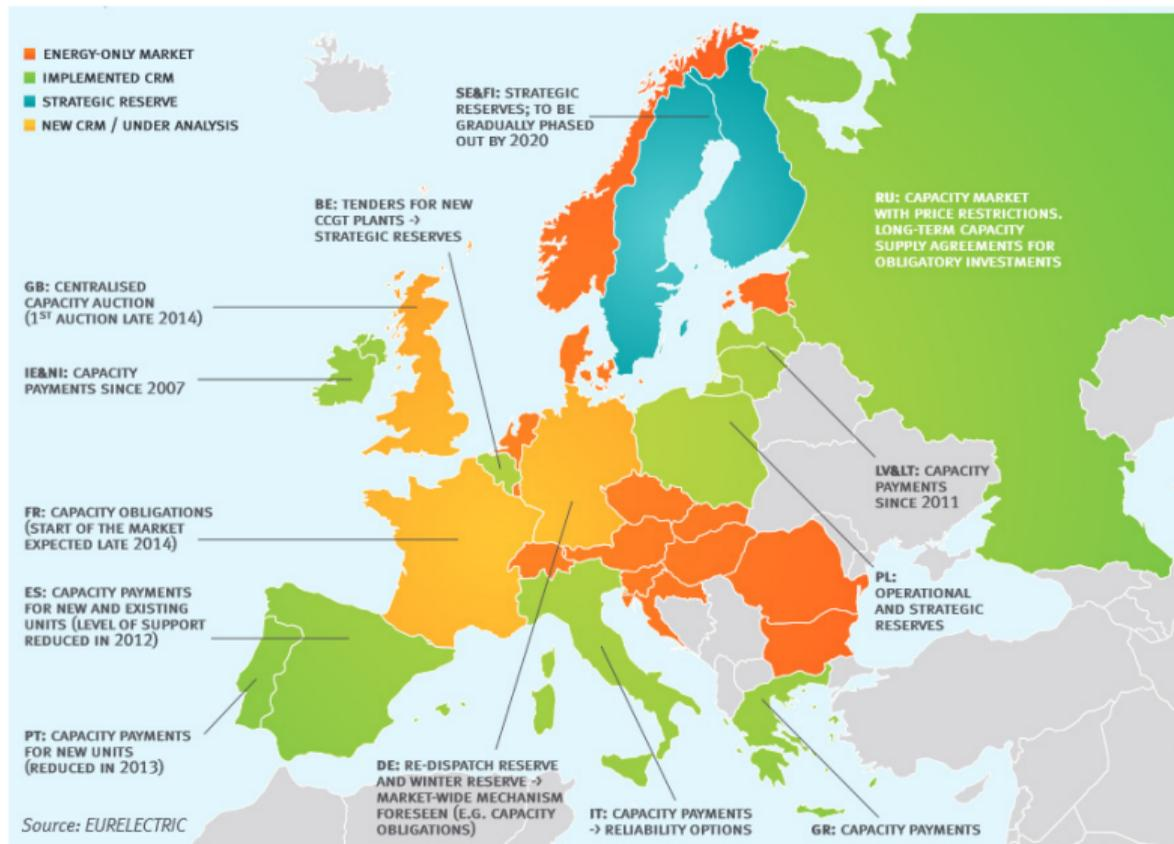 ENERGY-ONLY MARKET
IMPLEMENTED CRM
STRATEGIC RESERVE
NEW CRM / UNDER ANALYSIS
SE&FI: STRATEGIC
RESERVES; TO BE
GRADUALLY PHASED
OUT BY 2020
BE: TENDERS FOR NEW
CCGT PLANTS →
STRATEGIC RESERVES
RU: CAPACITY MARKET
WITH PRICE RESTRICTIONS.
LONG-TERM CAPACITY
SUPPLY AGREEMENTS FOR
OBLIGATORY INVESTMENTS
GB: CENTRALISED
CAPACITY AUCTION
(1ST AUCTION LATE 2014)
IE&NI: CAPACITY
PAYMENTS SINCE 2007
LV&LT: CAPACITY
PAYMENTS
SINCE 2011
FR: CAPACITY OBLIGATIONS
(START OF THE MARKET
EXPECTED LATE 2014)
ES: CAPACITY PAYMENTS
FOR NEW AND EXISTING
UNITS (LEVEL OF SUPPORT
REDUCED IN 2012)
PL:
OPERATIONAL
AND STRATEGIC
RESERVES
PT: CAPACITY PAYMENTS
FOR NEW UNITS
(REDUCED IN 2013)
DE: RE-DISPATCH RESERVE
AND WINTER RESERVE →
MARKET-WIDE MECHANISM
FORESEEN (E.G. CAPACITY
OBLIGATIONS)
IT: CAPACITY PAYMENTS
→ RELIABILITY OPTIONS
GR: CAPACITY PAYMENTS
Source: EURELECTRIC